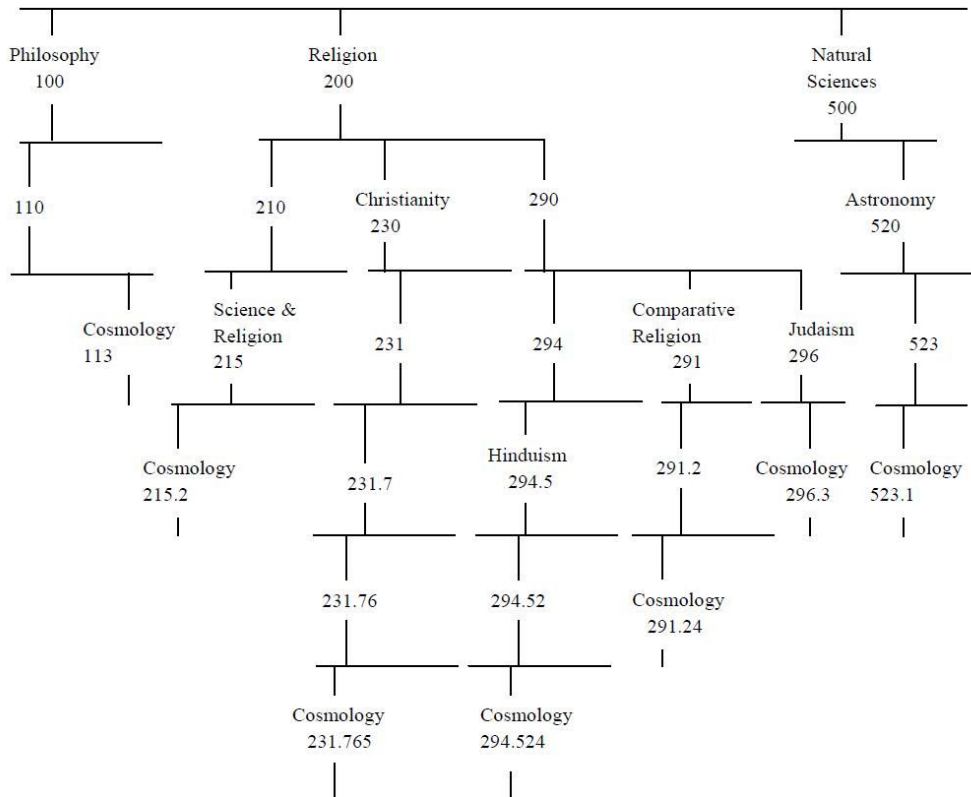 Philosophy
100
Religion
200
Natural
Sciences
500
110
210
Christianity
230
290
Astronomy
520
Cosmology
113
Science &
Religion
215
231
294
Comparative
Religion
291
Judaism
296
523
Cosmology
215.2
231.7
Hinduism
294.5
291.2
Cosmology
296.3
Cosmology
523.1
231.76
294.52
Cosmology
291.24
Cosmology
231.765
Cosmology
294.524